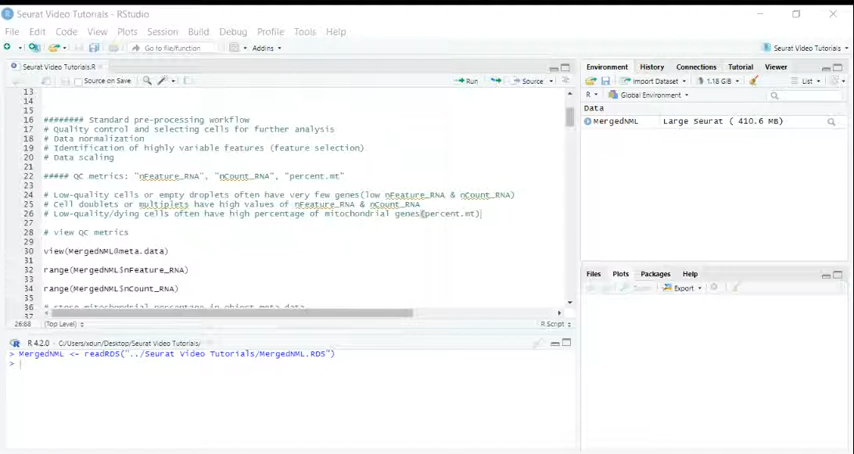 Seurat Video Tutorials - RStudio
File Edit Code View Plots Session Build Debug Profile Tools Help
Go to file/function Addins Seurat Video Tutorials
Seurat Video Tutorials.R
Source on Save Run Source
13
14
15
16 ######## Standard pre-processing workflow
17 # Quality control and selecting cells for further analysis
18 # Data normalization
19 # Identification of highly variable features (feature selection)
20 # Data scaling
21
22 ##### QC metrics: "nFeature_RNA", "nCount_RNA", "percent.mt"
23
24 # Low-quality cells or empty droplets often have very few genes(low nFeature_RNA & nCount_RNA)
25 # Cell doublets or multiplets have high values of nFeature_RNA & nCount_RNA
26 # Low-quality/dying cells often have high percentage of mitochondrial genes(percent.mt)
27
28 # view QC metrics
29
30 view(MergedNML@meta.data)
31
32 range(MergedNML$nFeature_RNA)
33
34 range(MergedNML$nCount_RNA)
35
36 # store mitochondrial percentage in object meta data
37
26:88 (Top Level) R Script
R 4.2.0 · C:/Users/xdun/Desktop/Seurat Video Tutorials/
> MergedNML <- readRDS("../Seurat Video Tutorials/MergedNML.RDS")
>
Environment History Connections Tutorial Viewer
Import Dataset 1.18 GiB List
R Global Environment
Data
MergedNML Large Seurat ( 410.6 MB)
Files Plots Packages Help
Zoom Export